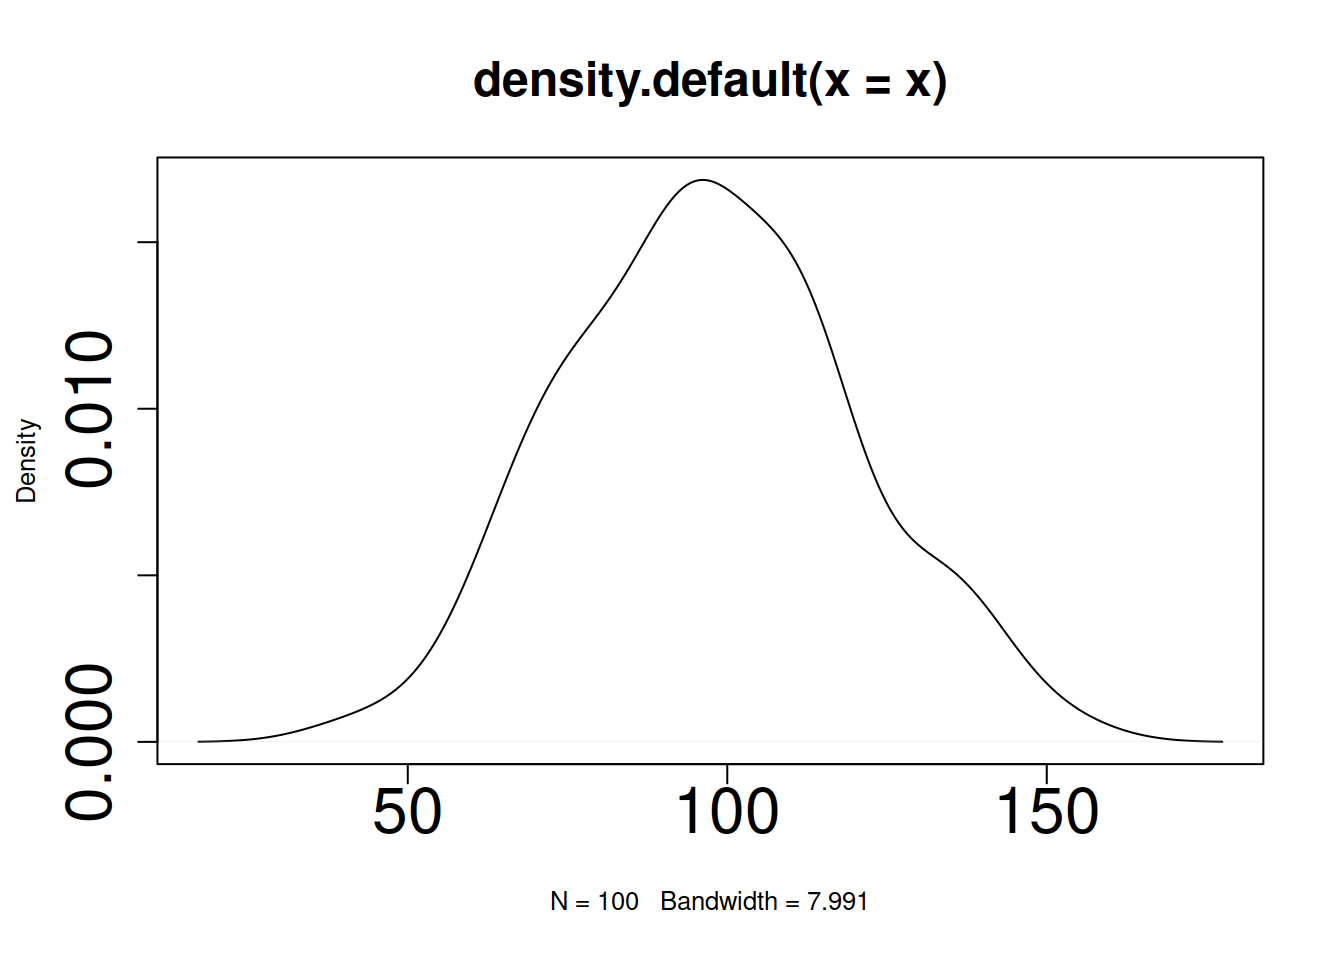 density.default(x = x)
Density
0.010
0.000
50 100 150
N = 100   Bandwidth = 7.991